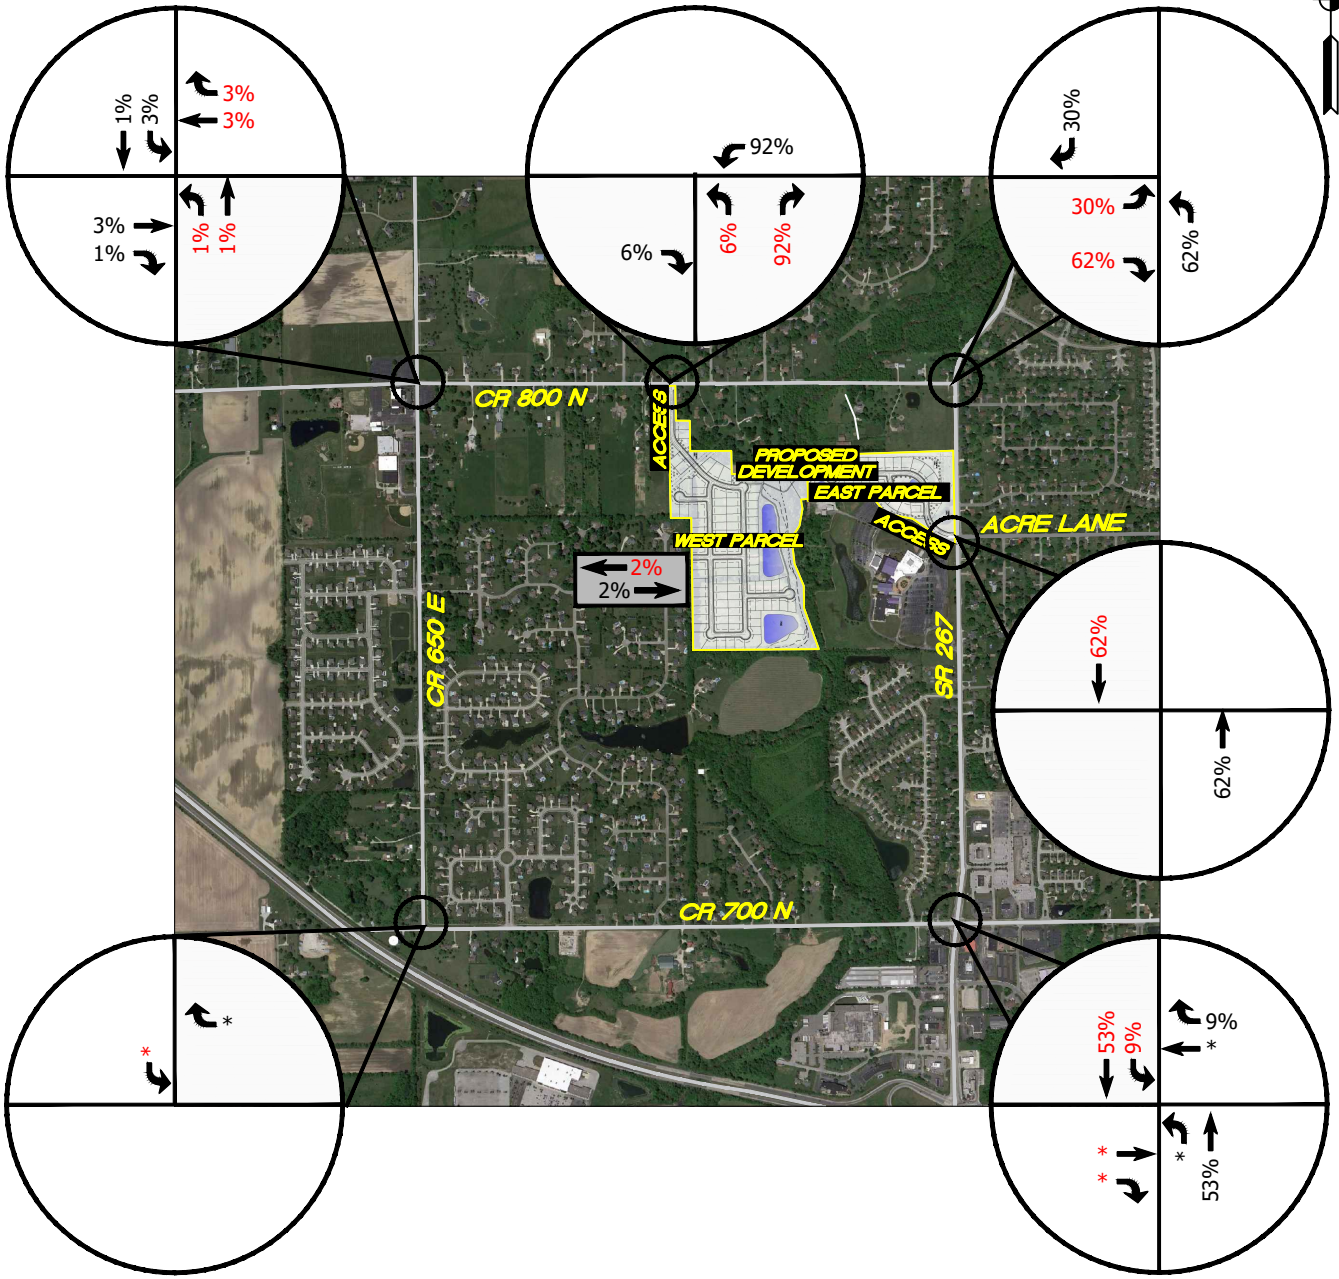 1%
3%
3%
3%
3%
1%
1%
1%
92%
6%
6%
92%
30%
30%
62%
62%
CR 800 N
ACCESS
PROPOSED
DEVELOPMENT
EAST PARCEL
ACCESS
ACRE LANE
WEST PARCEL
2%
2%
CR 650 E
SR 267
62%
62%
CR 700 N
*
*
53%
9%
9%
*
*
*
*
53%